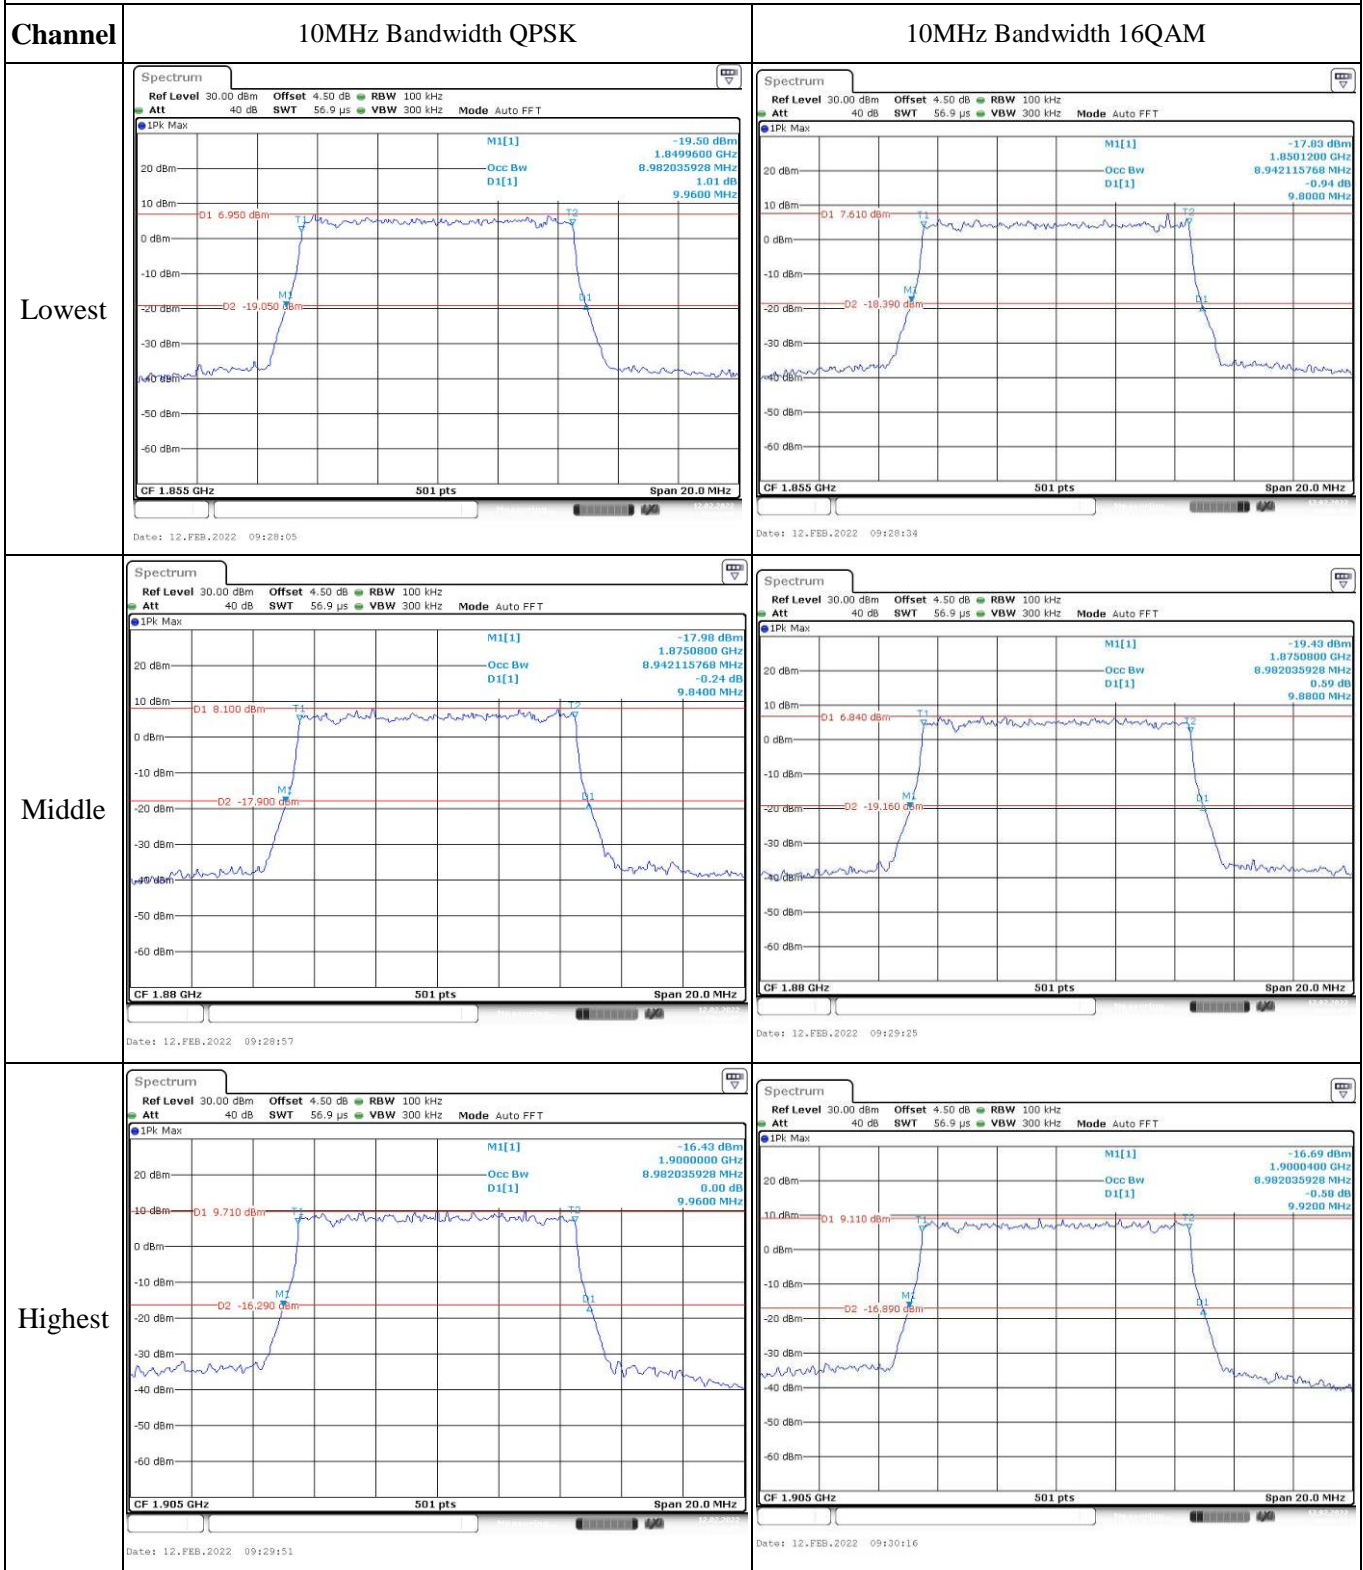 Channel 10MHz Bandwidth QPSK 10MHz Bandwidth 16QAM
Lowest
Spectrum
Ref Level 30.00 dBm Offset 4.50 dB RBW 100 kHz
Att 40 dB SWT 56.9 µs VBW 300 kHz Mode Auto FFT
1Pk Max
M1[1] -19.50 dBm
1.8499600 GHz
20 dBm Occ Bw 8.982035928 MHz
D1[1] 1.01 dB
9.9600 MHz
10 dBm
D1 6.950 dBm T1 T2
0 dBm
-10 dBm
M1 D1
-20 dBm D2 -19.050 dBm
-30 dBm
-40 dBm
-50 dBm
-60 dBm
CF 1.855 GHz 501 pts Span 20.0 MHz
Date: 12.FEB.2022 09:28:05
Spectrum
Ref Level 30.00 dBm Offset 4.50 dB RBW 100 kHz
Att 40 dB SWT 56.9 µs VBW 300 kHz Mode Auto FFT
1Pk Max
M1[1] -17.83 dBm
1.8501200 GHz
20 dBm Occ Bw 8.942115768 MHz
D1[1] -0.94 dB
9.8000 MHz
10 dBm
D1 7.610 dBm T1 T2
0 dBm
-10 dBm
M1 D1
-20 dBm D2 -18.390 dBm
-30 dBm
-40 dBm
-50 dBm
-60 dBm
CF 1.855 GHz 501 pts Span 20.0 MHz
Date: 12.FEB.2022 09:28:34
Middle
Spectrum
Ref Level 30.00 dBm Offset 4.50 dB RBW 100 kHz
Att 40 dB SWT 56.9 µs VBW 300 kHz Mode Auto FFT
1Pk Max
M1[1] -17.98 dBm
1.8750800 GHz
20 dBm Occ Bw 8.942115768 MHz
D1[1] -0.24 dB
9.8400 MHz
10 dBm
D1 8.100 dBm T1 T2
0 dBm
-10 dBm
M1 D1
D2 -17.900 dBm
-20 dBm
-30 dBm
-40 dBm
-50 dBm
-60 dBm
CF 1.88 GHz 501 pts Span 20.0 MHz
Date: 12.FEB.2022 09:28:57
Spectrum
Ref Level 30.00 dBm Offset 4.50 dB RBW 100 kHz
Att 40 dB SWT 56.9 µs VBW 300 kHz Mode Auto FFT
1Pk Max
M1[1] -19.43 dBm
1.8750800 GHz
20 dBm Occ Bw 8.982035928 MHz
D1[1] 0.59 dB
9.8800 MHz
10 dBm
D1 6.840 dBm T1 T2
0 dBm
-10 dBm
M1 D1
-20 dBm D2 -19.160 dBm
-30 dBm
-40 dBm
-50 dBm
-60 dBm
CF 1.88 GHz 501 pts Span 20.0 MHz
Date: 12.FEB.2022 09:29:25
Highest
Spectrum
Ref Level 30.00 dBm Offset 4.50 dB RBW 100 kHz
Att 40 dB SWT 56.9 µs VBW 300 kHz Mode Auto FFT
1Pk Max
M1[1] -16.43 dBm
1.9000000 GHz
20 dBm Occ Bw 8.982035928 MHz
D1[1] 0.00 dB
9.9600 MHz
10 dBm D1 9.710 dBm T1 T2
0 dBm
-10 dBm
M1 D1
D2 -16.290 dBm
-20 dBm
-30 dBm
-40 dBm
-50 dBm
-60 dBm
CF 1.905 GHz 501 pts Span 20.0 MHz
Date: 12.FEB.2022 09:29:51
Spectrum
Ref Level 30.00 dBm Offset 4.50 dB RBW 100 kHz
Att 40 dB SWT 56.9 µs VBW 300 kHz Mode Auto FFT
1Pk Max
M1[1] -16.69 dBm
1.9000400 GHz
20 dBm Occ Bw 8.982035928 MHz
D1[1] -0.58 dB
9.9200 MHz
10 dBm D1 9.110 dBm T1 T2
0 dBm
-10 dBm
M1 D1
D2 -16.890 dBm
-20 dBm
-30 dBm
-40 dBm
-50 dBm
-60 dBm
CF 1.905 GHz 501 pts Span 20.0 MHz
Date: 12.FEB.2022 09:30:16